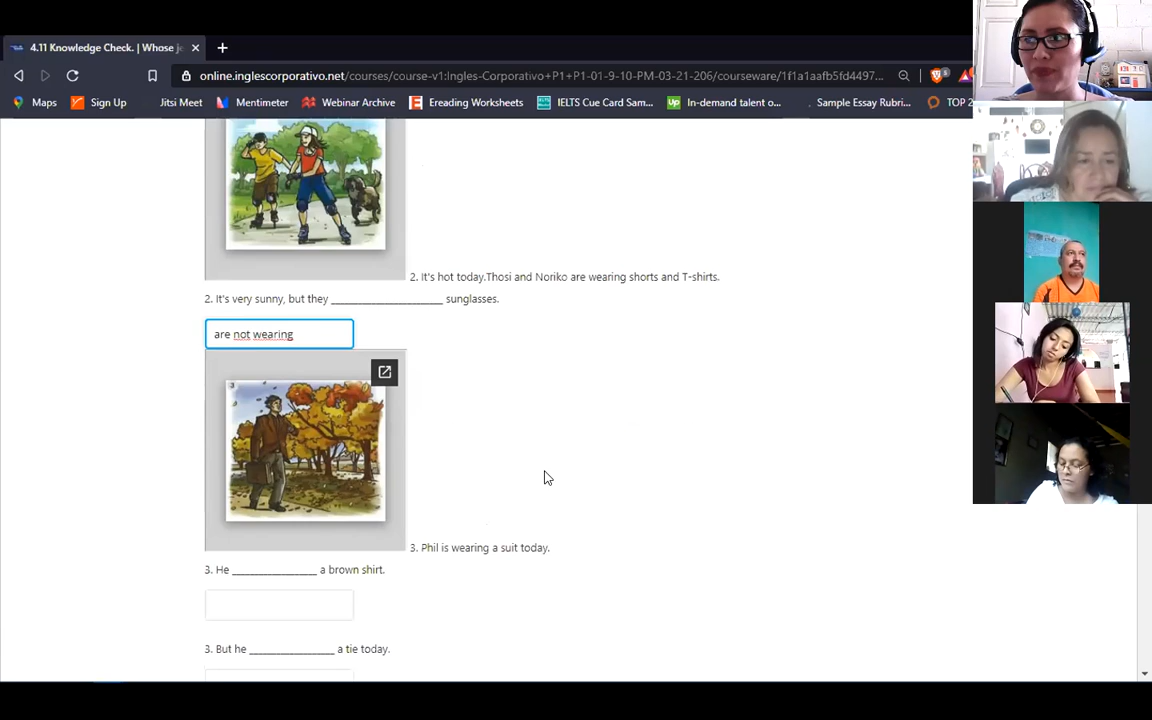 4.11 Knowledge Check. | Whose j
online.inglescorporativo.net/courses/course-v1:Ingles-Corporativo+P1+P1-01-9-10-PM-03-21-206/courseware/1f1a1aafb5fd4497...
Maps Sign Up Jitsi Meet Mentimeter Webinar Archive Ereading Worksheets IELTS Cue Card Sam... In-demand talent o... Sample Essay Rubri... TOP 2
2. It's hot today.Thosi and Noriko are wearing shorts and T-shirts.
2. It's very sunny, but they ______________________ sunglasses.
are not wearing
3
3. Phil is wearing a suit today.
3. He _________________ a brown shirt.
3. But he _________________ a tie today.